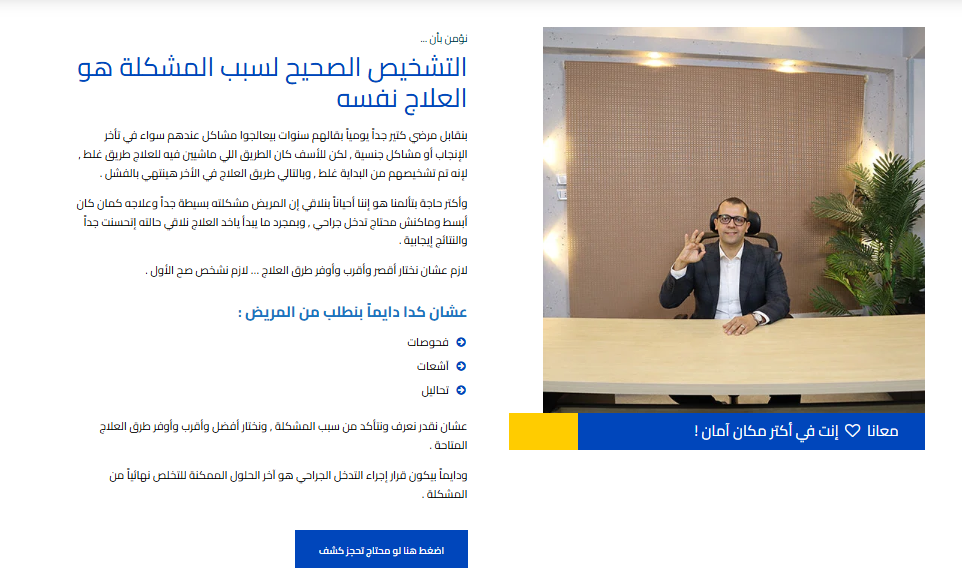 نؤمن بأن ...
التشخيص الصحيح لسبب المشكلة هو
العلاج نفسه
بنقابل مرضي كتير جداً يومياً بقالهم سنوات بيعالجوا مشاكل عندهم سواء في تأخر
الإنجاب أو مشاكل جنسية , لكن للأسف كان الطريق اللي ماشيين فيه للعلاج طريق غلط ,
لإنه تم تشخيصهم من البداية غلط , وبالتالي طريق العلاج في الأخر هينتهي بالفشل .
وأكتر حاجة بتألمنا هو إننا أحياناً بنلاقي إن المريض مشكلته بسيطة جداً وعلاجه كمان كان
أبسط وماكنش محتاج تدخل جراحي , وبمجرد ما يبدأ ياخد العلاج نلاقي حالته إتحسنت جداً
والنتائج إيجابية .
لازم عشان نختار أقصر وأقرب وأوفر طرق العلاج ... لازم نشخص صح الأول .
عشان كدا دايماً بنطلب من المريض :
فحوصات
أشعات
تحاليل
عشان نقدر نعرف ونتأكد من سبب المشكلة , ونختار أفضل وأقرب وأوفر طرق العلاج
المتاحة .
ودايماً بيكون قرار إجراء التدخل الجراحي هو آخر الحلول الممكنة للتخلص نهائياً من
المشكلة .
اضغط هنا لو محتاج تحجز كشف
معانا ♡ إنت في أكتر مكان أمان !